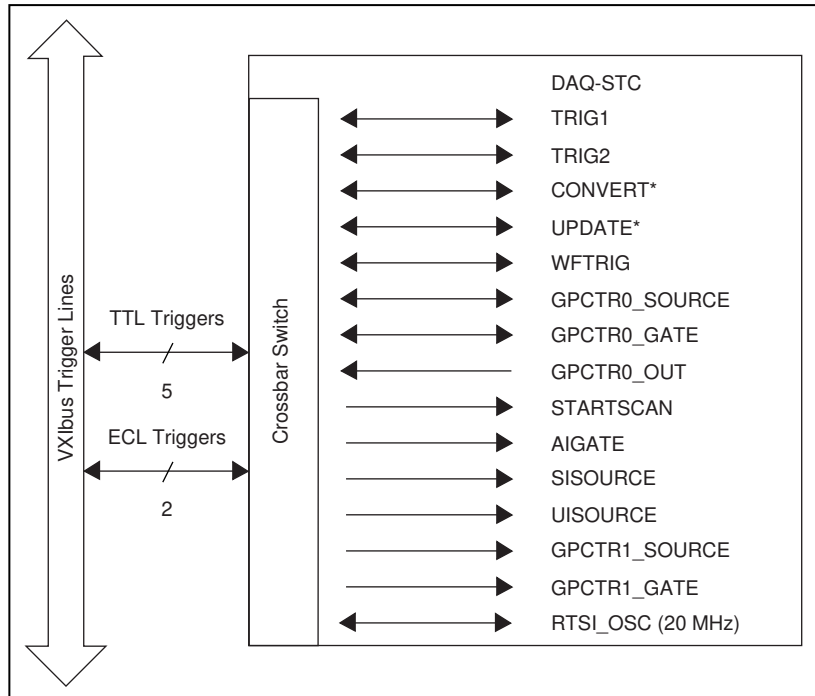 DAQ-STC
TRIG1
TRIG2
CONVERT*
UPDATE*
WFTRIG
GPCTR0_SOURCE
GPCTR0_GATE
GPCTR0_OUT
STARTSCAN
AIGATE
SISOURCE
UISOURCE
GPCTR1_SOURCE
GPCTR1_GATE
RTSI_OSC (20 MHz)
VXIbus Trigger Lines
TTL Triggers
5
ECL Triggers
2
Crossbar Switch